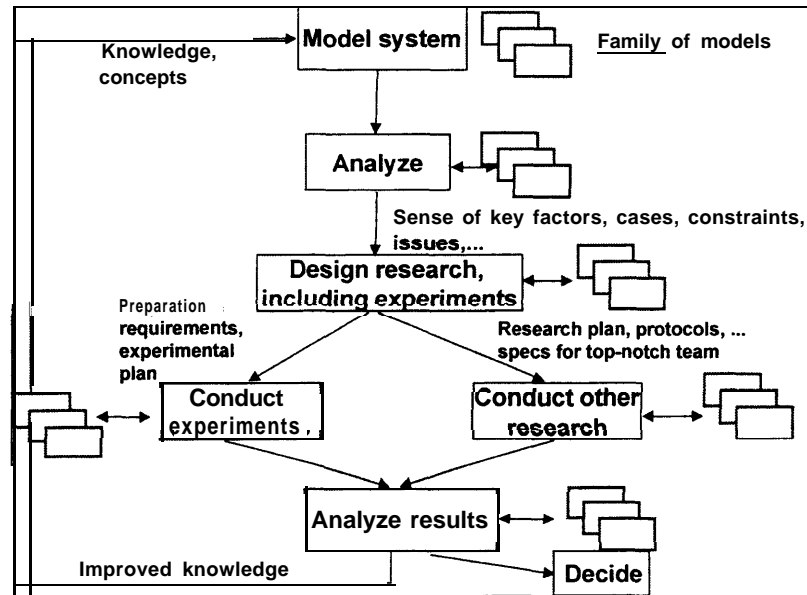 Model system
Family of models
Knowledge,
concepts
Analyze
Sense of key factors, cases, constraints,
issues,...
Design research,
including experiments
Preparation
requirements,
experimental
plan
Research plan, protocols, ...
specs for top-notch team
Conduct
experiments
Conduct other
research
Analyze results
Improved knowledge
Decide